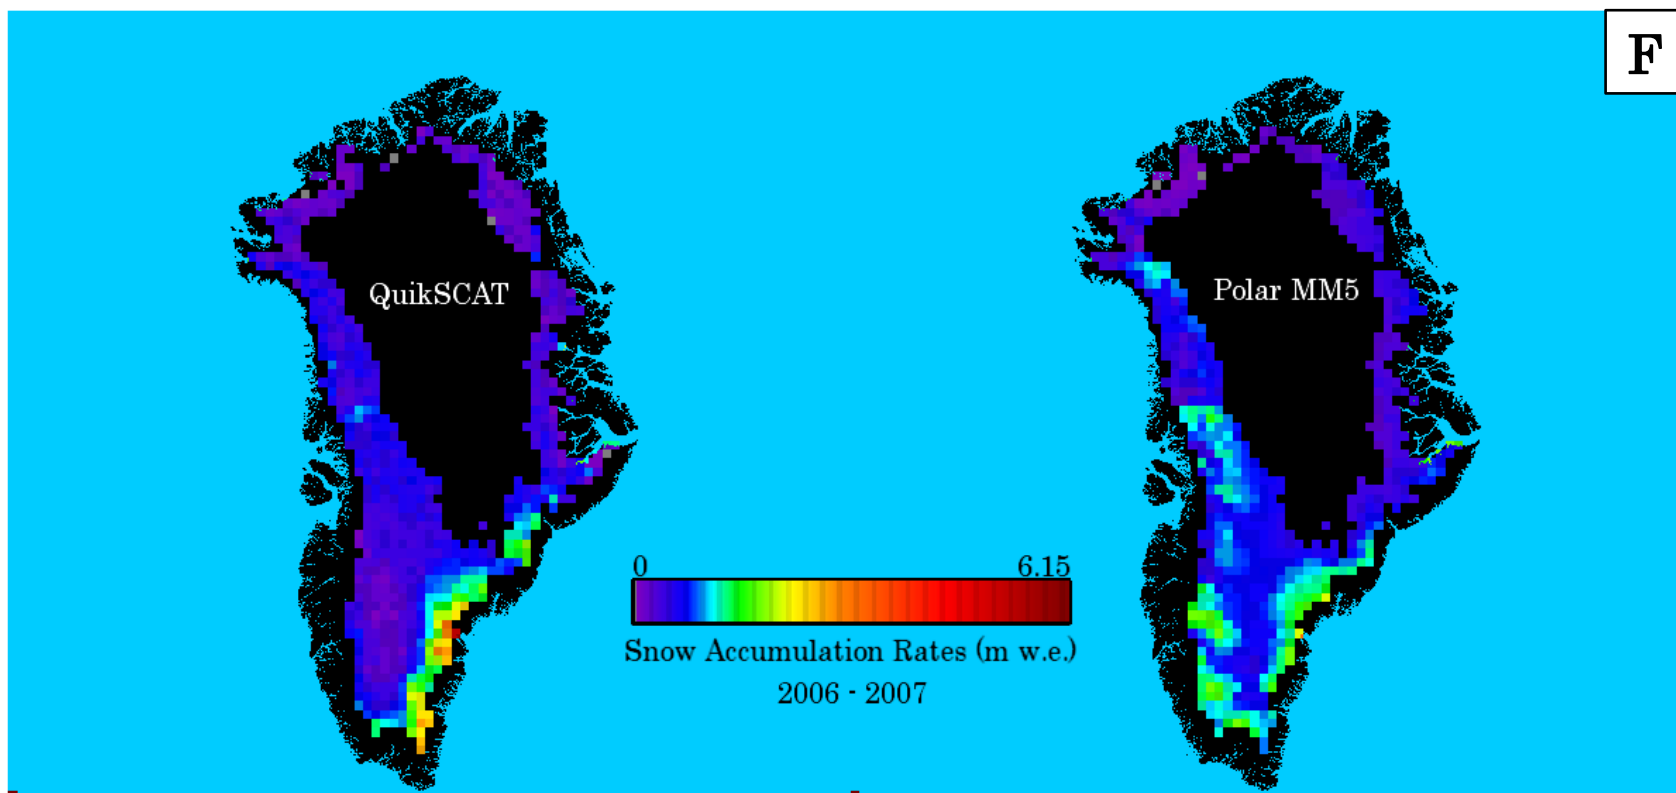 F
QuikSCAT
Polar MM5
0 6.15
Snow Accumulation Rates (m w.e.)
2006 - 2007